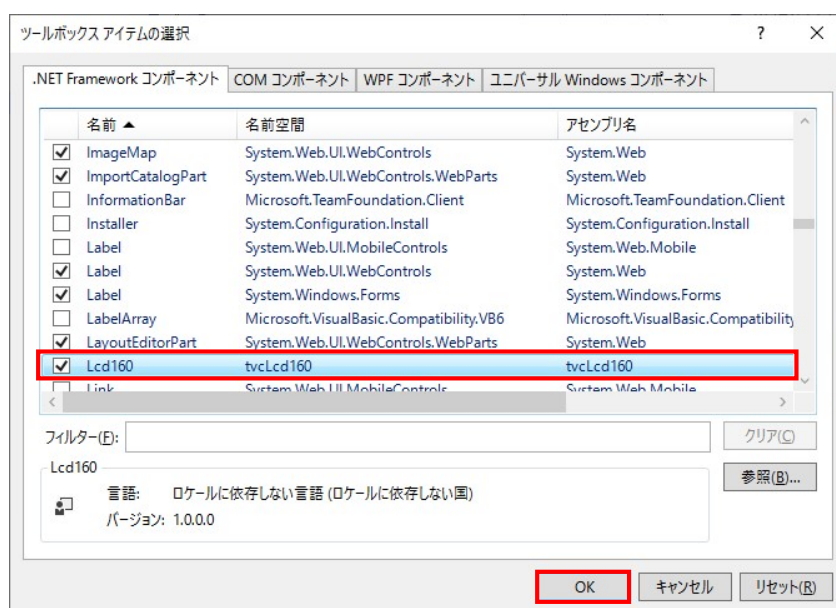 ツールボックス アイテムの選択 ? ×
.NET Framework コンポーネント COM コンポーネント WPF コンポーネント ユニバーサル Windows コンポーネント
名前 ▲ 名前空間 アセンブリ名
ImageMap System.Web.UI.WebControls System.Web
ImportCatalogPart System.Web.UI.WebControls.WebParts System.Web
InformationBar Microsoft.TeamFoundation.Client Microsoft.TeamFoundation.Client
Installer System.Configuration.Install System.Configuration.Install
Label System.Web.UI.MobileControls System.Web.Mobile
Label System.Web.UI.WebControls System.Web
Label System.Windows.Forms System.Windows.Forms
LabelArray Microsoft.VisualBasic.Compatibility.VB6 Microsoft.VisualBasic.Compatibility
LayoutEditorPart System.Web.UI.WebControls.WebParts System.Web
Lcd160 tvcLcd160 tvcLcd160
Link System.Web.UI.MobileControls System.Web.Mobile
フィルター(F): クリア(C)
Lcd160 参照(B)...
言語: ロケールに依存しない言語 (ロケールに依存しない国)
バージョン: 1.0.0.0
OK キャンセル リセット(R)